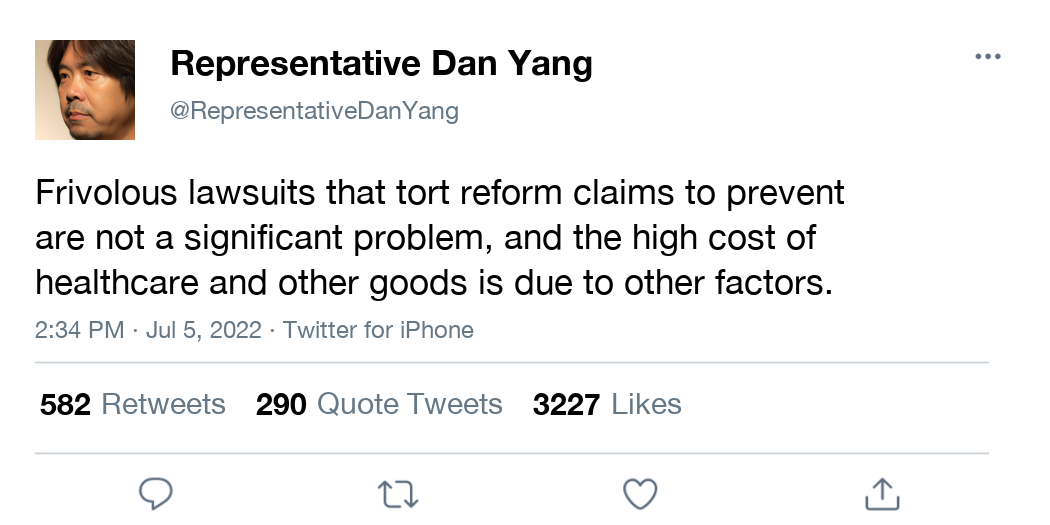 Representative Dan Yang
@RepresentativeDanYang
Frivolous lawsuits that tort reform claims to prevent
are not a significant problem, and the high cost of
healthcare and other goods is due to other factors.
2:34 PM · Jul 5, 2022 · Twitter for iPhone
582 Retweets 290 Quote Tweets 3227 Likes